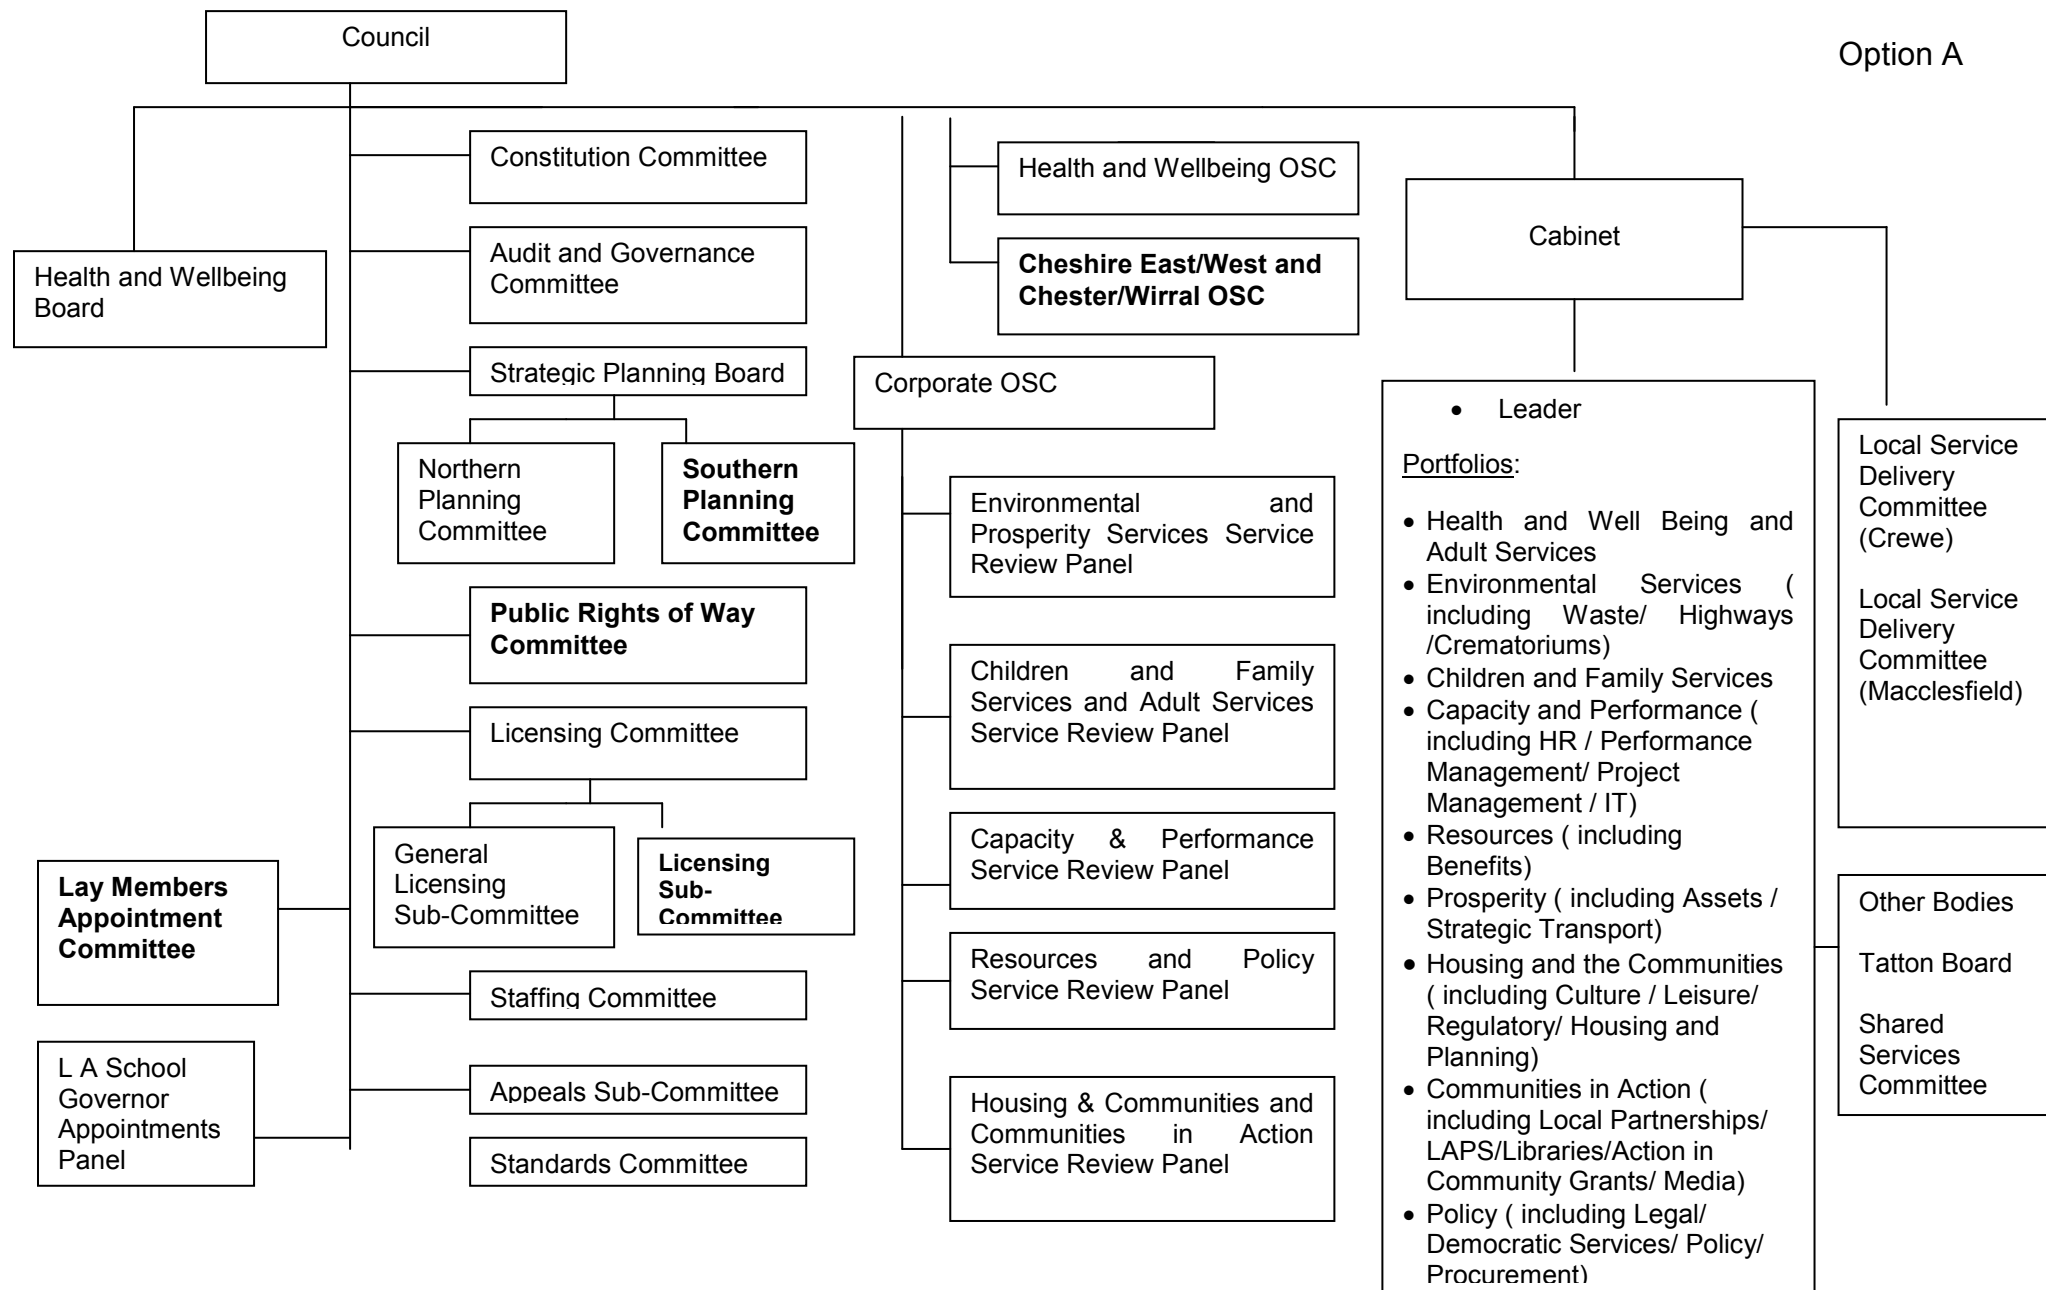 Council
Option A
Constitution Committee
Health and Wellbeing OSC
Cabinet
Health and Wellbeing
Board
Audit and Governance
Committee
Cheshire East/West and
Chester/Wirral OSC
Strategic Planning Board
Corporate OSC
Northern
Planning
Committee
Southern
Planning
Committee
Public Rights of Way
Committee
Licensing Committee
General
Licensing
Sub-Committee
Licensing
Sub-
Committee
Lay Members
Appointment
Committee
Staffing Committee
L A School
Governor
Appointments
Panel
Appeals Sub-Committee
Standards Committee
Environmental and
Prosperity Services Service
Review Panel
Children and Family
Services and Adult Services
Service Review Panel
Capacity & Performance
Service Review Panel
Resources and Policy
Service Review Panel
Housing & Communities and
Communities in Action
Service Review Panel
• Leader
Portfolios:
• Health and Well Being and
Adult Services
• Environmental Services (
including Waste/ Highways
/Crematoriums)
• Children and Family Services
• Capacity and Performance (
including HR / Performance
Management/ Project
Management / IT)
• Resources ( including
Benefits)
• Prosperity ( including Assets /
Strategic Transport)
• Housing and the Communities
( including Culture / Leisure/
Regulatory/ Housing and
Planning)
• Communities in Action (
including Local Partnerships/
LAPS/Libraries/Action in
Community Grants/ Media)
• Policy ( including Legal/
Democratic Services/ Policy/
Procurement)
Local Service
Delivery
Committee
(Crewe)
Local Service
Delivery
Committee
(Macclesfield)
Other Bodies
Tatton Board
Shared
Services
Committee